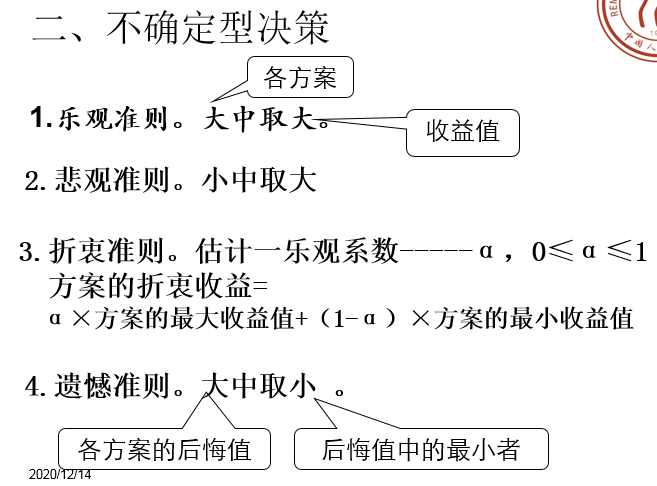 二、不确定型决策
各方案
1.乐观准则。大中取大。
收益值
2.悲观准则。小中取大
3.折衷准则。估计一乐观系数-----α，0≤α≤1
方案的折衷收益=
α×方案的最大收益值+（1-α）×方案的最小收益值
4.遗憾准则。大中取小 。
各方案的后悔值
后悔值中的最小者
2020/12/14